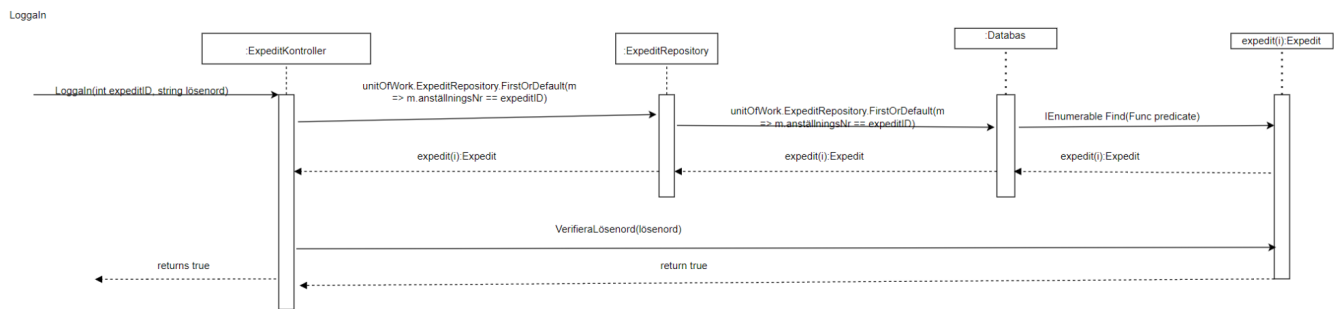 LoggaIn
:ExpeditKontroller
:ExpeditRepository
:Databas
expedit(i):Expedit
LoggaIn(int expeditID, string lösenord)
unitOfWork.ExpeditRepository.FirstOrDefault(m
=> m.anställningsNr == expeditID)
unitOfWork.ExpeditRepository.FirstOrDefault(m
=> m.anställningsNr == expeditID)
IEnumerable Find(Func predicate)
expedit(i):Expedit
expedit(i):Expedit
expedit(i):Expedit
VerifieraLösenord(lösenord)
returns true
return true